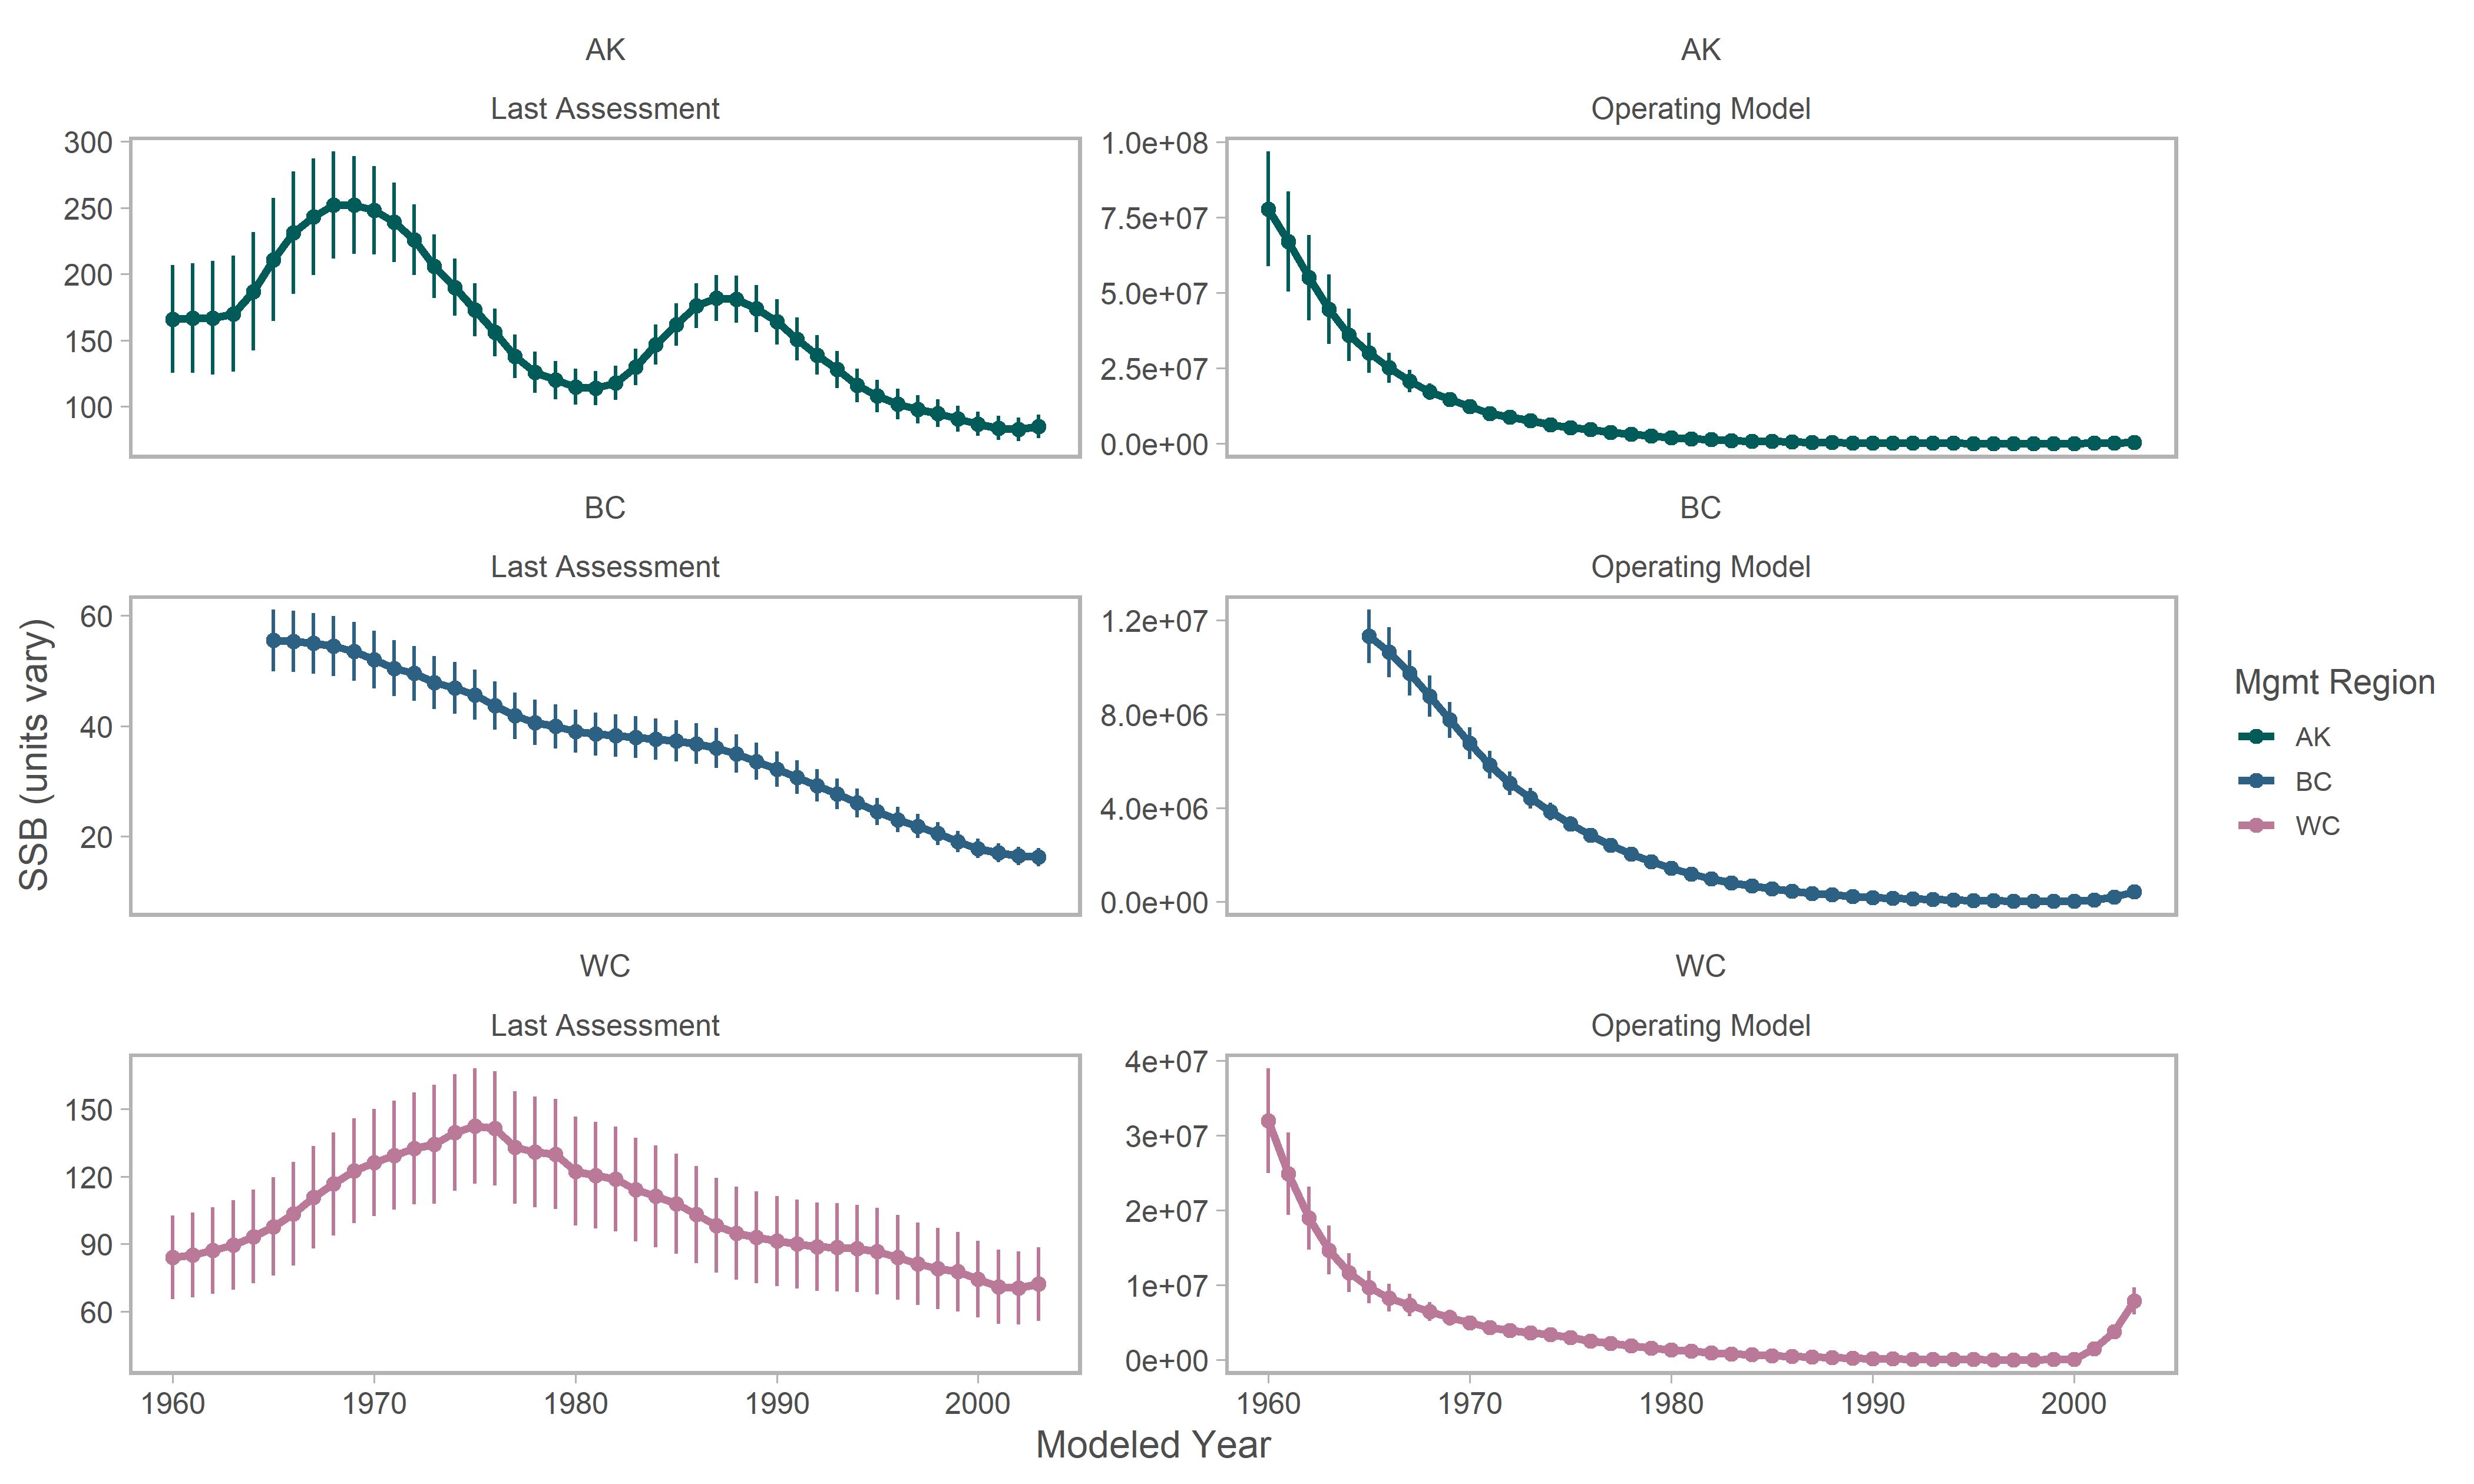 AK
Last Assessment
300
250
200
150
100
AK
Operating Model
1.0e+08
7.5e+07
5.0e+07
2.5e+07
0.0e+00
BC
Last Assessment
60
40
20
BC
Operating Model
1.2e+07
8.0e+06
4.0e+06
0.0e+00
WC
Last Assessment
150
120
90
60
1960 1970 1980 1990 2000
WC
Operating Model
4e+07
3e+07
2e+07
1e+07
0e+00
1960 1970 1980 1990 2000
SSB (units vary)
Modeled Year
Mgmt Region
AK
BC
WC